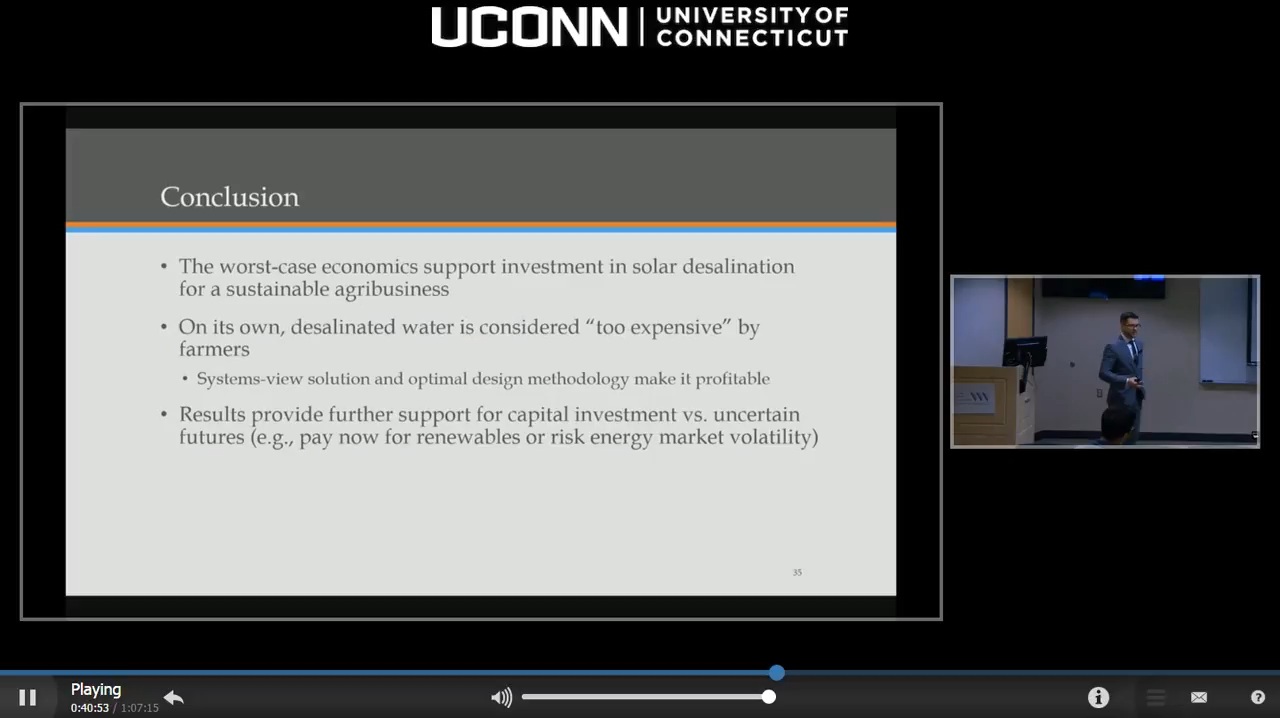 UCONN
UNIVERSITY OF
CONNECTICUT
Conclusion
• The worst-case economics support investment in solar desalination
for a sustainable agribusiness
• On its own, desalinated water is considered “too expensive” by
farmers
• Systems-view solution and optimal design methodology make it profitable
• Results provide further support for capital investment vs. uncertain
futures (e.g., pay now for renewables or risk energy market volatility)
35
Playing
0:40:53 / 1:07:15